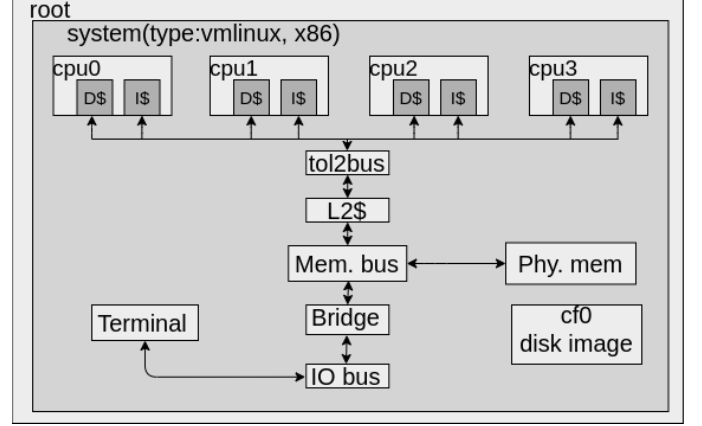 root
system(type:vmlinux, x86)
cpu0 cpu1 cpu2 cpu3
D$ I$ D$ I$ D$ I$ D$ I$
tol2bus
L2$
Mem. bus Phy. mem
Terminal Bridge cf0
disk image
IO bus